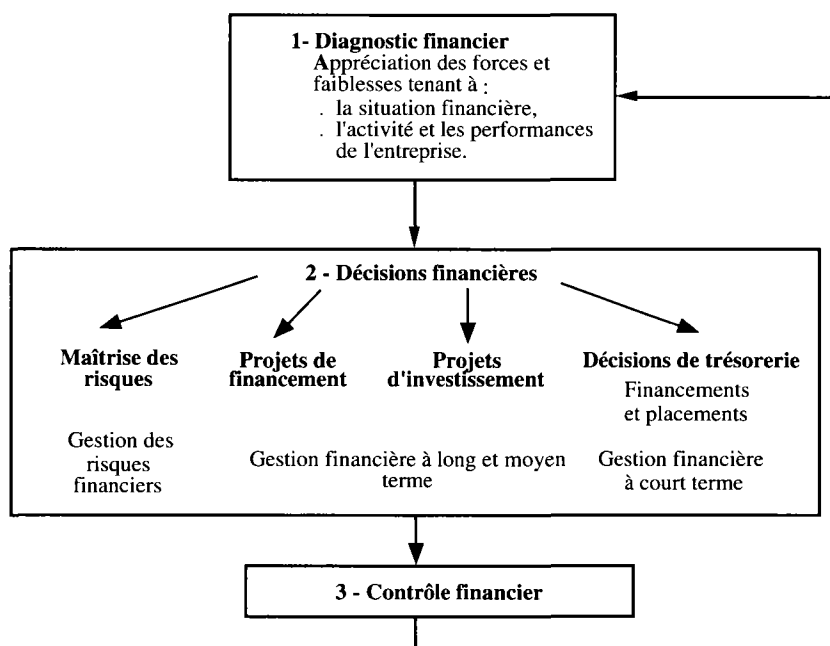 1- Diagnostic financier
Appréciation des forces et
faiblesses tenant à :
. la situation financière,
. l'activité et les performances
de l'entreprise.
2 - Décisions financières
Maîtrise des
risques
Projets de
financement
Projets
d'investissement
Décisions de trésorerie
Financements
et placements
Gestion des
risques
financiers
Gestion financière à long et moyen
terme
Gestion financière
à court terme
3 - Contrôle financier